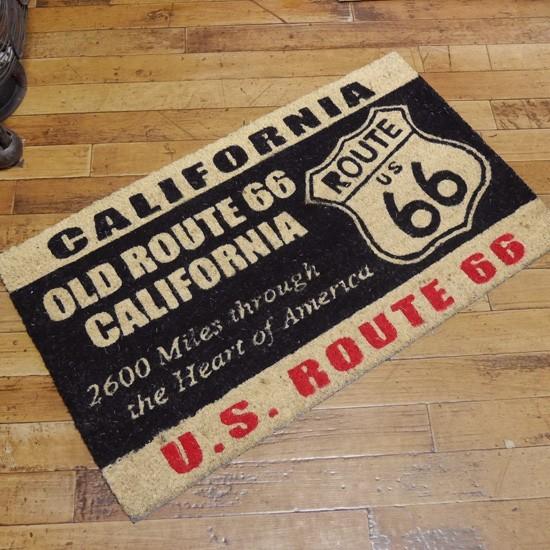 CALIFORNIA
OLD ROUTE 66
CALIFORNIA
2600 Miles through
the Heart of America
ROUTE
US
66
U.S. ROUTE 66